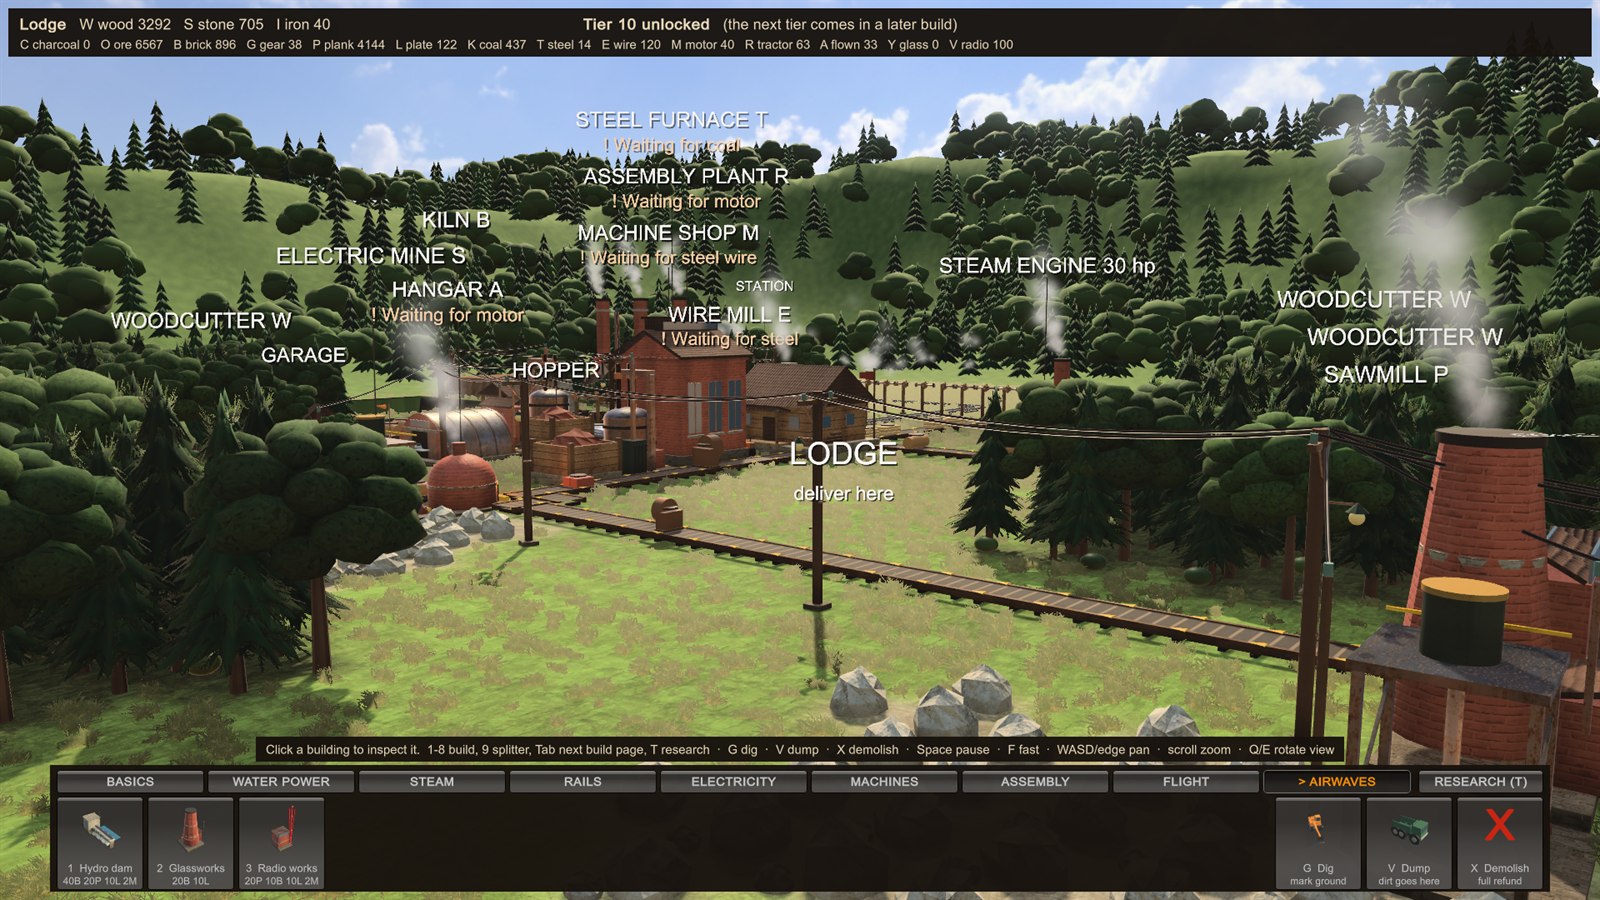 Lodge W wood 3292 S stone 705 I iron 40
Tier 10 unlocked (the next tier comes in a later build)
C charcoal 0 O ore 6567 B brick 896 G gear 38 P plank 4144 L plate 122 K coal 437 T steel 14 E wire 120 M motor 40 R tractor 63 A flown 33 Y glass 0 V radio 100
STEEL FURNACE T
! Waiting for coal
ASSEMBLY PLANT R
! Waiting for motor
KILN B
MACHINE SHOP M
! Waiting for steel wire
ELECTRIC MINE S
STEAM ENGINE 30 hp
HANGAR A
! Waiting for motor
STATION
WOODCUTTER W
WOODCUTTER W
WIRE MILL E
! Waiting for steel
WOODCUTTER W
GARAGE
HOPPER
SAWMILL P
LODGE
deliver here
Click a building to inspect it. 1-8 build, 9 splitter, Tab next build page, T research · G dig · V dump · X demolish · Space pause · F fast · WASD/edge pan · scroll zoom · Q/E rotate view
BASICS WATER POWER STEAM RAILS ELECTRICITY MACHINES ASSEMBLY FLIGHT > AIRWAVES RESEARCH (T)
1 Hydro dam
40B 20P 10L 2M
2 Glassworks
20B 10L
3 Radio works
20P 10B 10L 2M
G Dig
mark ground
V Dump
dirt goes here
X Demolish
full refund